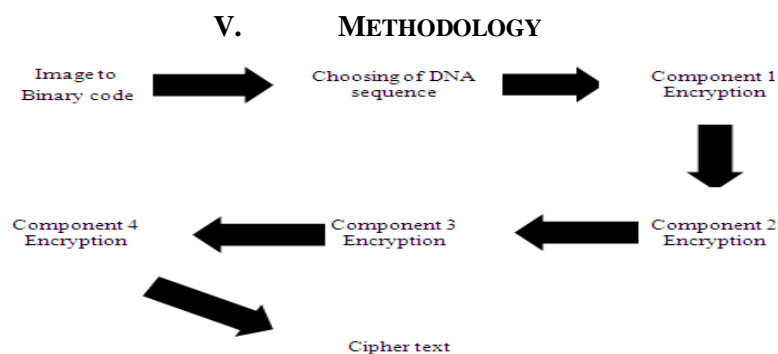 V. METHODOLOGY
Image to
Binary code
Choosing of DNA
sequence
Component 1
Encryption
Component 2
Encryption
Component 3
Encryption
Component 4
Encryption
Cipher text